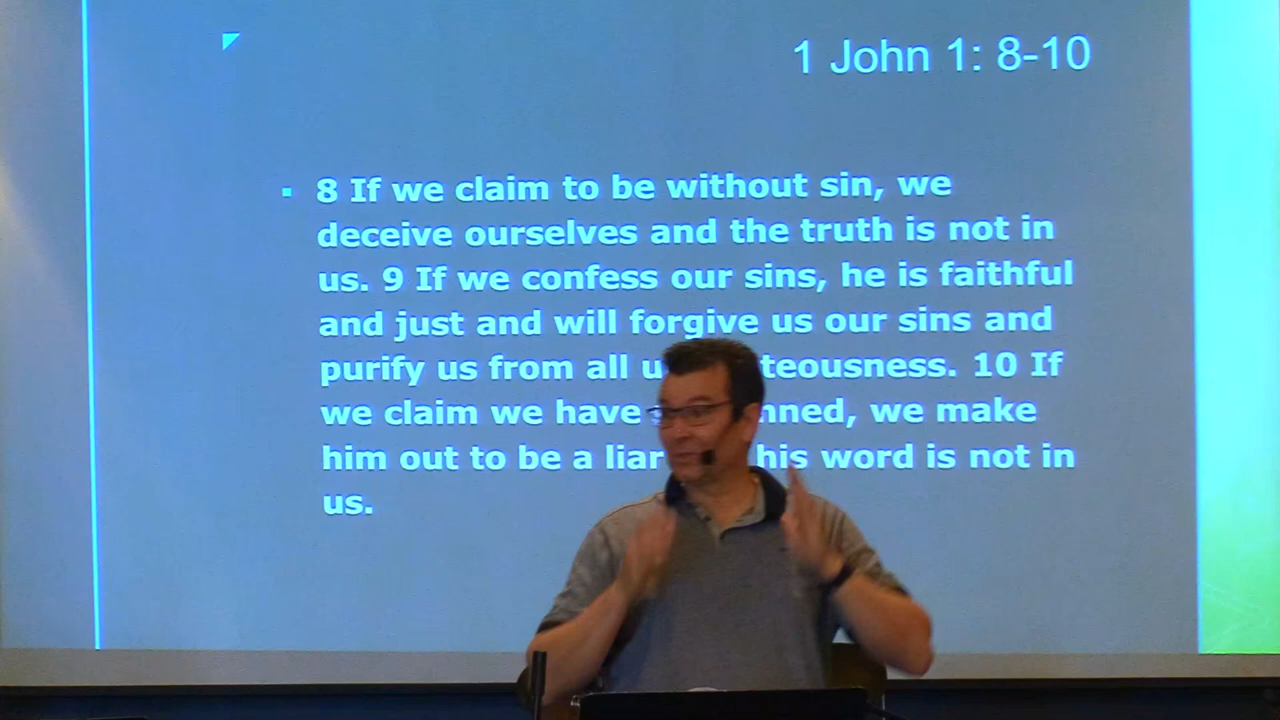 1 John 1: 8-10
8 If we claim to be without sin, we
deceive ourselves and the truth is not in
us. 9 If we confess our sins, he is faithful
and just and will forgive us our sins and
purify us from all
. 10 If
we claim we have , we make
him out to be a liar his word is not in
us.